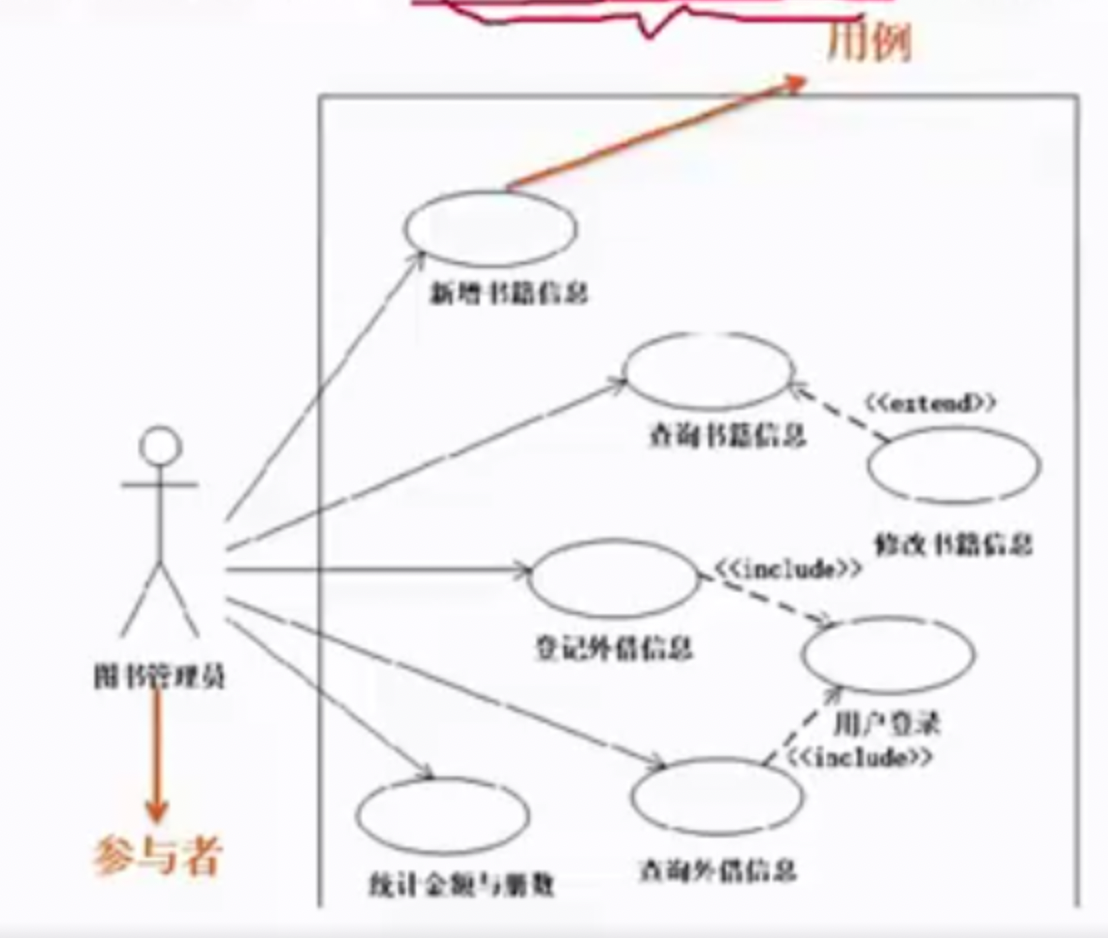 用例
新增书籍信息
<<extend>>
查询书籍信息
修改书籍信息
<<include>>
登记外借信息
图书管理员
用户登录
<<include>>
参与者
查询外借信息
统计金额与册数